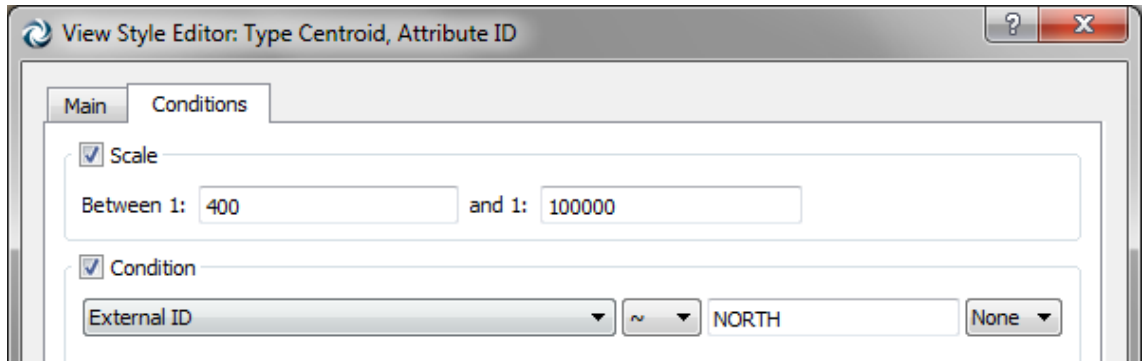 View Style Editor: Type Centroid, Attribute ID ? X
Main Conditions
Scale
Between 1: 400 and 1: 100000
Condition
External ID ~ NORTH None